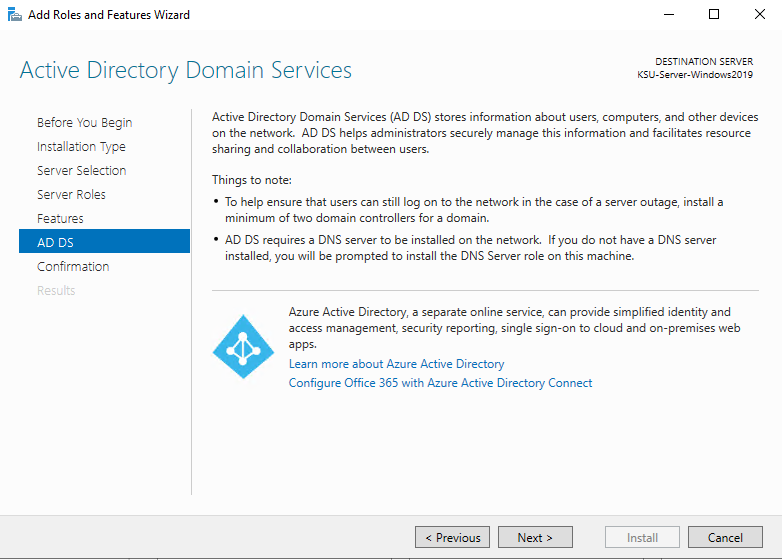 Add Roles and Features Wizard
Active Directory Domain Services
DESTINATION SERVER
KSU-Server-Windows2019
Before You Begin
Installation Type
Server Selection
Server Roles
Features
AD DS
Confirmation
Results
Active Directory Domain Services (AD DS) stores information about users, computers, and other devices
on the network. AD DS helps administrators securely manage this information and facilitates resource
sharing and collaboration between users.
Things to note:
• To help ensure that users can still log on to the network in the case of a server outage, install a
minimum of two domain controllers for a domain.
• AD DS requires a DNS server to be installed on the network. If you do not have a DNS server
installed, you will be prompted to install the DNS Server role on this machine.
Azure Active Directory, a separate online service, can provide simplified identity and
access management, security reporting, single sign-on to cloud and on-premises web
apps.
Learn more about Azure Active Directory
Configure Office 365 with Azure Active Directory Connect
< Previous
Next >
Install
Cancel